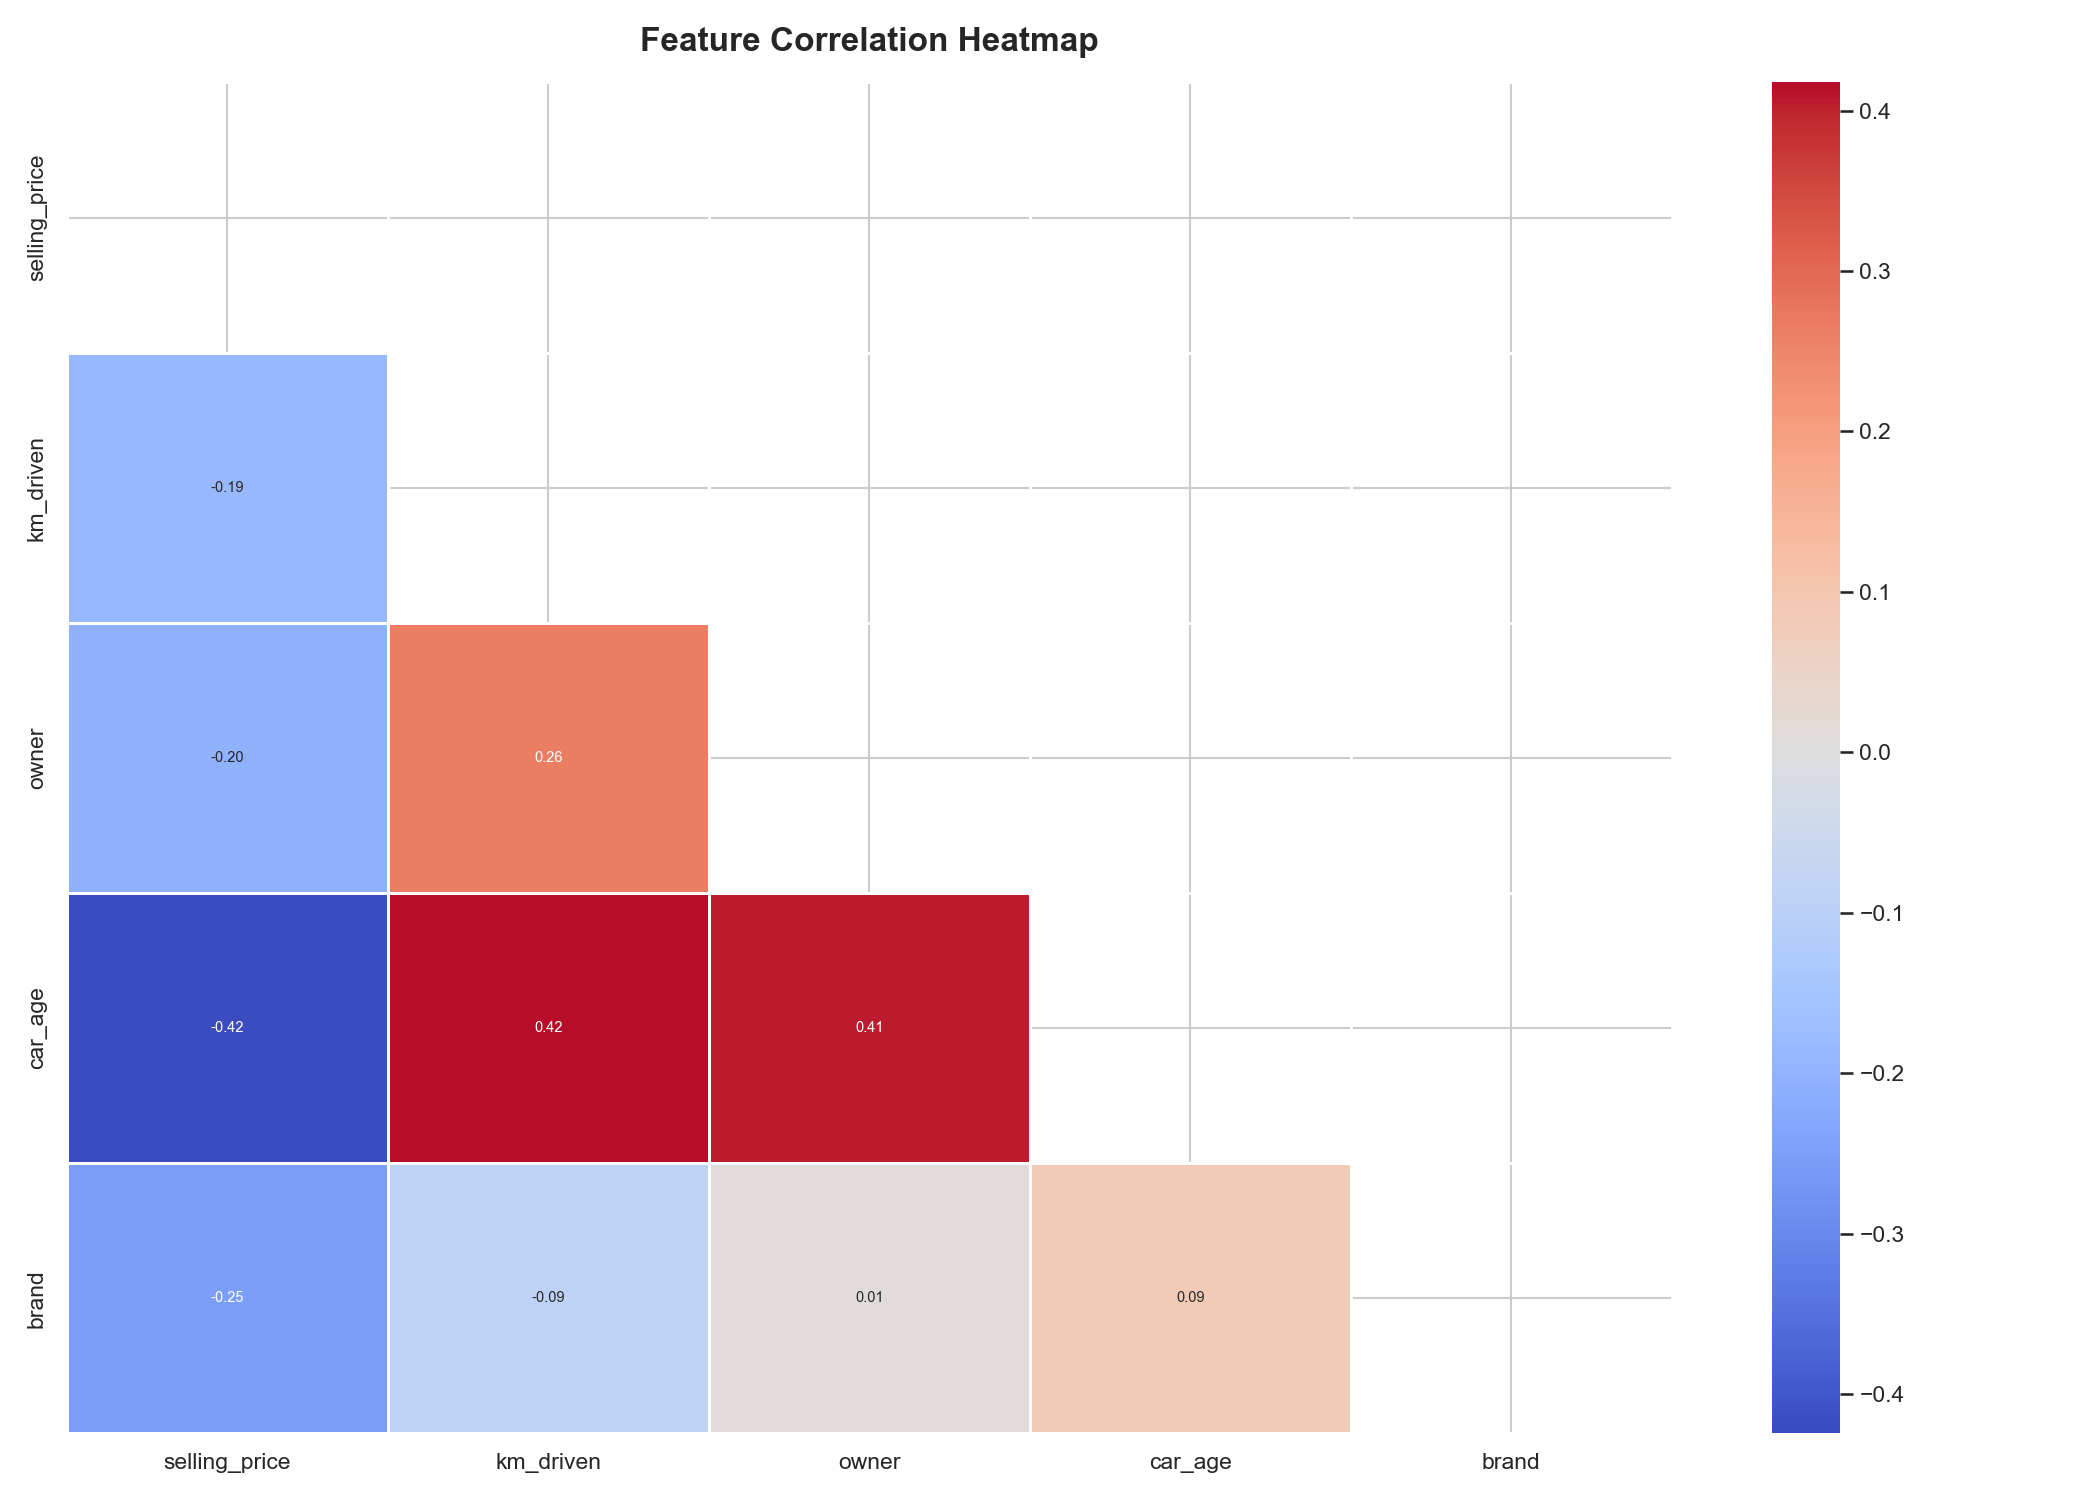 Feature Correlation Heatmap
selling_price
km_driven
owner
car_age
brand
-0.19
-0.20 0.26
-0.42 0.42 0.41
-0.25 -0.09 0.01 0.09
selling_price km_driven owner car_age brand
0.4
0.3
0.2
0.1
0.0
−0.1
−0.2
−0.3
−0.4